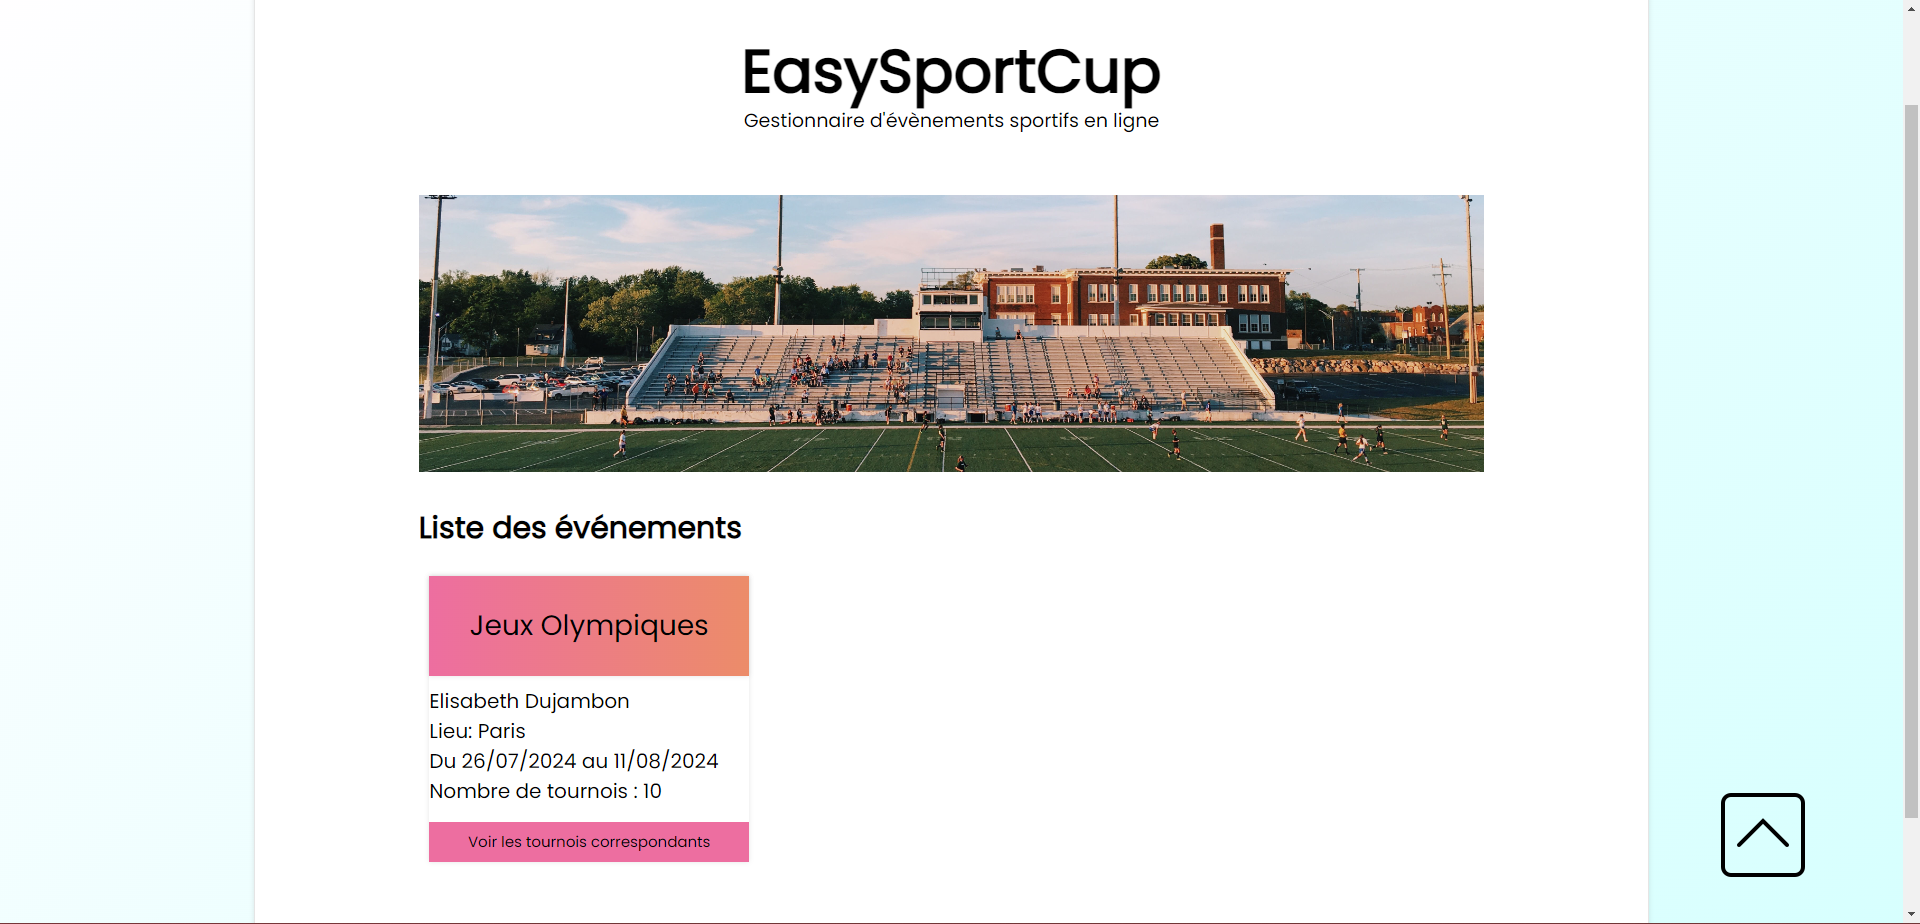 EasySportCup
Gestionnaire d'évènements sportifs en ligne
Liste des événements
Jeux Olympiques
Elisabeth Dujambon
Lieu: Paris
Du 26/07/2024 au 11/08/2024
Nombre de tournois : 10
Voir les tournois correspondants